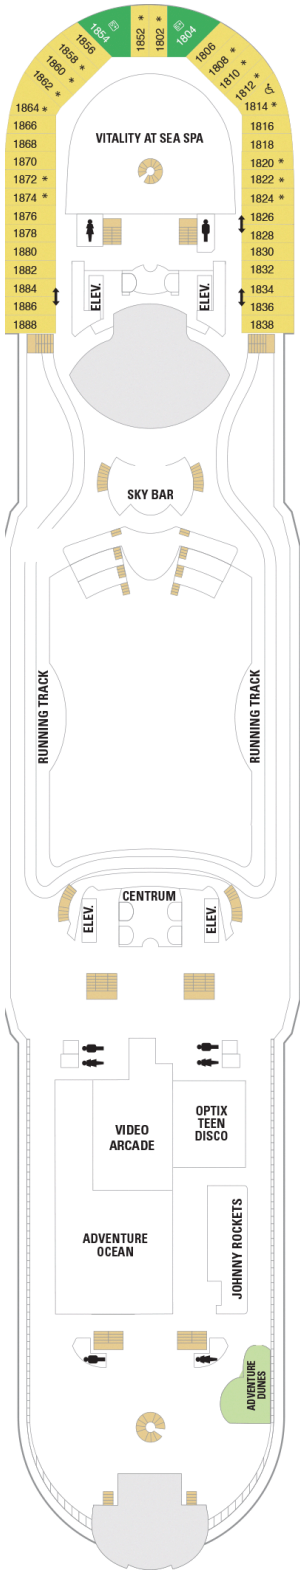 1854
1852 *
1802 *
1804
1856
1858 *
1860 *
1862 *
1864 *
1866
1868
1870
1872 *
1874 *
1876
1878
1880
1882
1884
1886
1888
1806
1808 *
1810 *
1812 *
1814 *
1816
1818
1820 *
1822 *
1824 *
1826
1828
1830
1832
1834
1836
1838
VITALITY AT SEA SPA
ELEV.
ELEV.
SKY BAR
RUNNING TRACK
RUNNING TRACK
CENTRUM
ELEV.
ELEV.
VIDEO
ARCADE
OPTIX
TEEN
DISCO
ADVENTURE
OCEAN
JOHNNY ROCKETS
ADVENTURE
DUNES